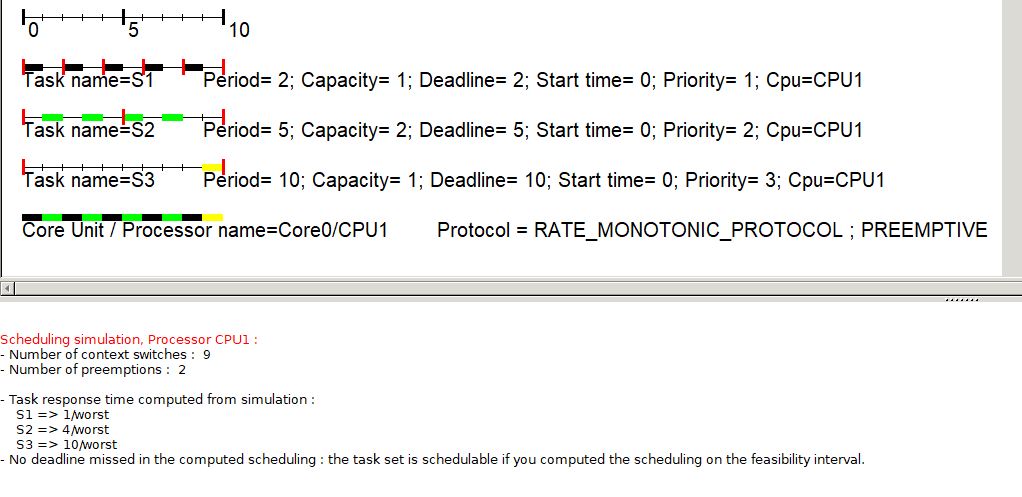 0 5 10
Task name=S1 Period= 2; Capacity= 1; Deadline= 2; Start time= 0; Priority= 1; Cpu=CPU1
Task name=S2 Period= 5; Capacity= 2; Deadline= 5; Start time= 0; Priority= 2; Cpu=CPU1
Task name=S3 Period= 10; Capacity= 1; Deadline= 10; Start time= 0; Priority= 3; Cpu=CPU1
Core Unit / Processor name=Core0/CPU1 Protocol = RATE_MONOTONIC_PROTOCOL ; PREEMPTIVE
Scheduling simulation, Processor CPU1 :
- Number of context switches : 9
- Number of preemptions : 2
- Task response time computed from simulation :
S1 => 1/worst
S2 => 4/worst
S3 => 10/worst
- No deadline missed in the computed scheduling : the task set is schedulable if you computed the scheduling on the feasibility interval.